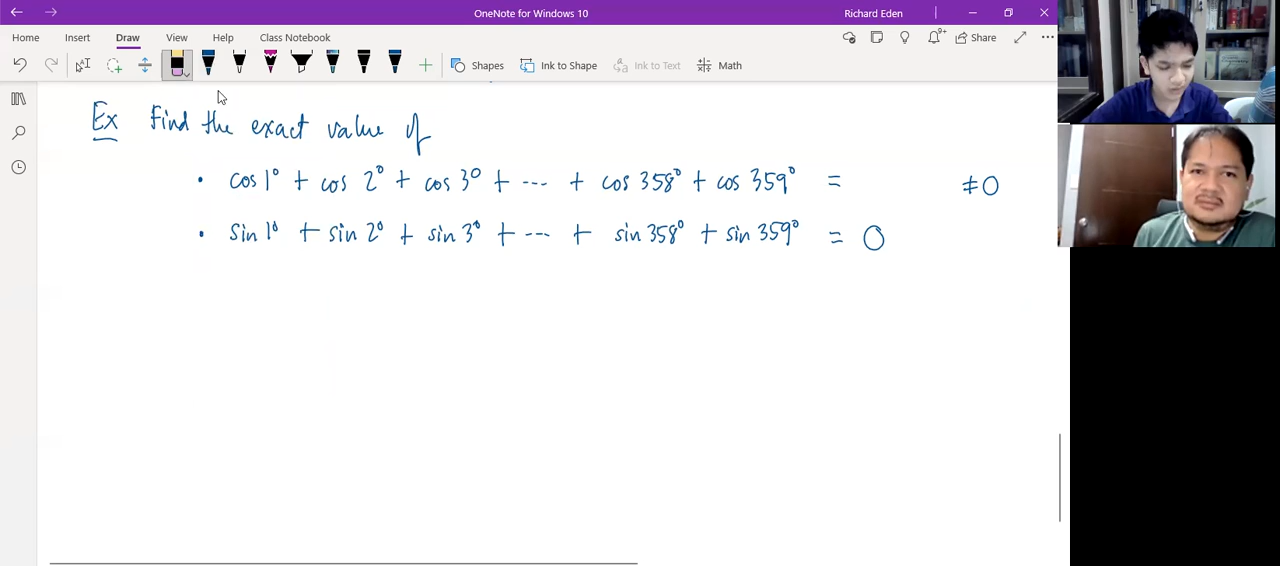 OneNote for Windows 10
Richard Eden
Home Insert Draw View Help Class Notebook
Share
Shapes Ink to Shape Ink to Text Math
Ex Find the exact value of
• cos 1° + cos 2° + cos 3° + --- + cos 358° + cos 359° = ≠ 0
• sin 1° + sin 2° + sin 3° + --- + sin 358° + sin 359° = 0